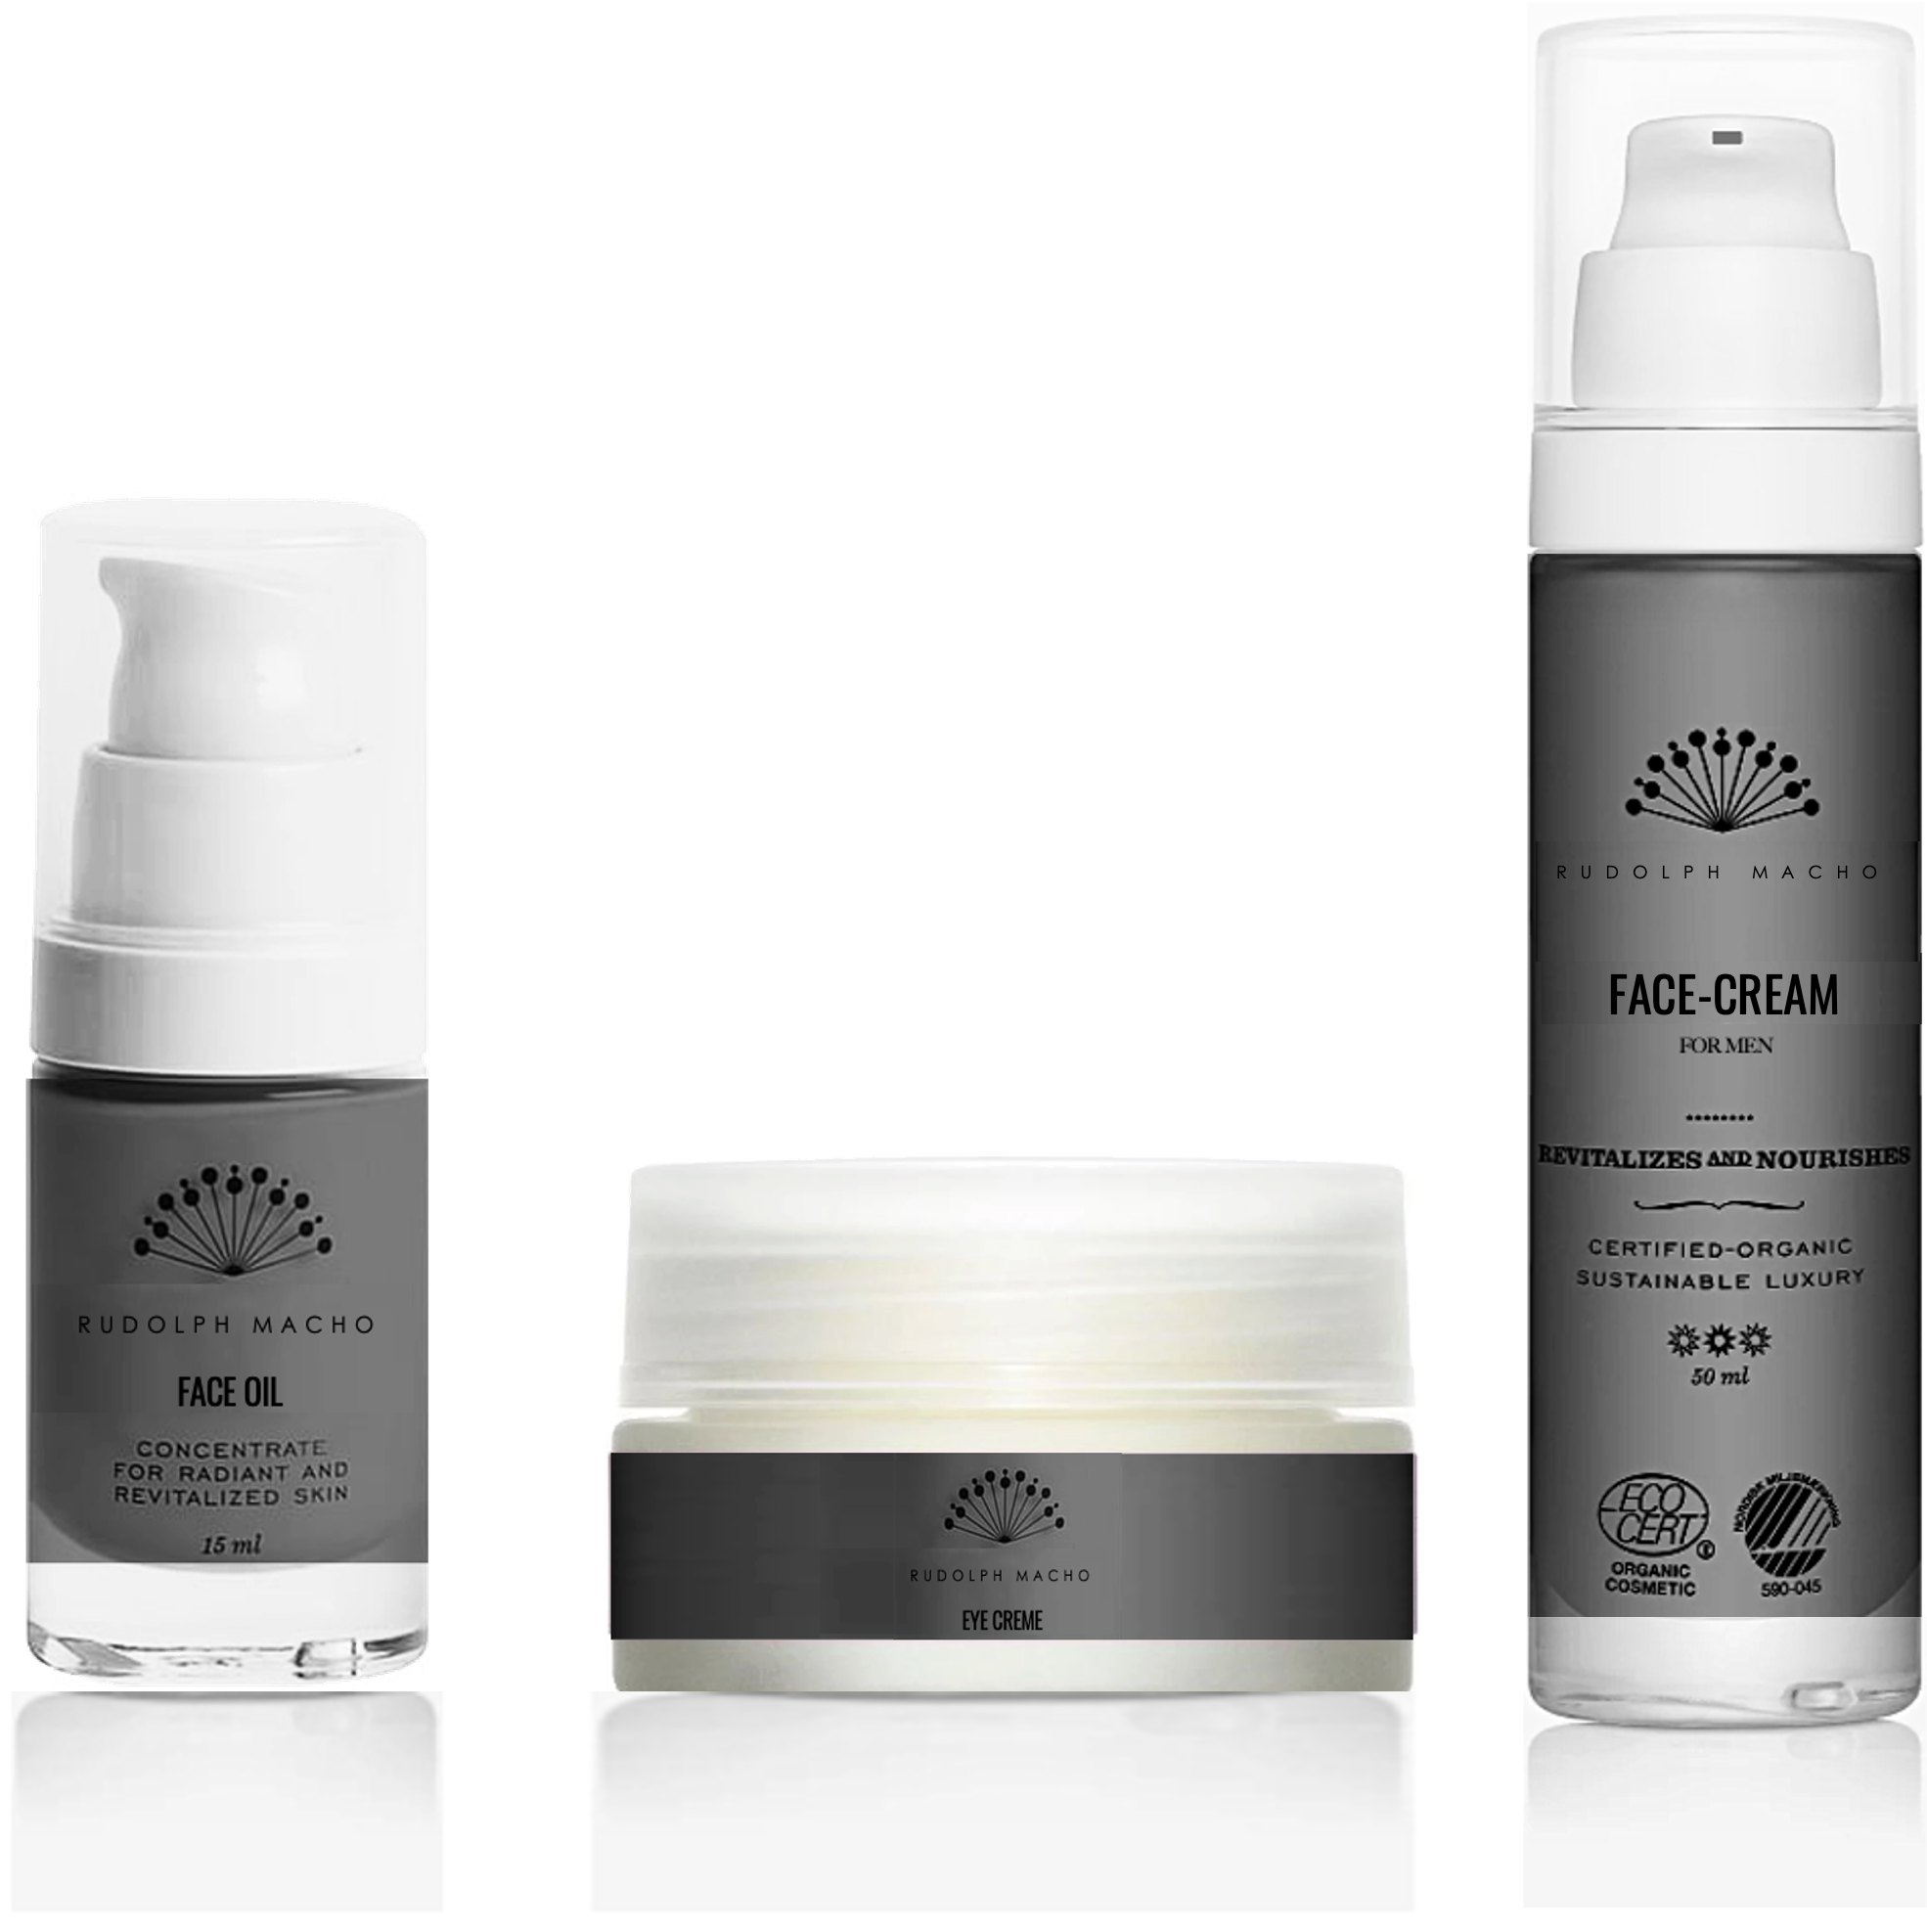 RUDOLPH MACHO
FACE OIL
CONCENTRATE
FOR RADIANT AND
REVITALIZED SKIN
15 ml
RUDOLPH MACHO
EYE CREME
RUDOLPH MACHO
FACE-CREAM
FOR MEN
REVITALIZES AND NOURISHES
CERTIFIED-ORGANIC
SUSTAINABLE LUXURY
50 ml
ECO
CERT
ORGANIC
COSMETIC
590-045